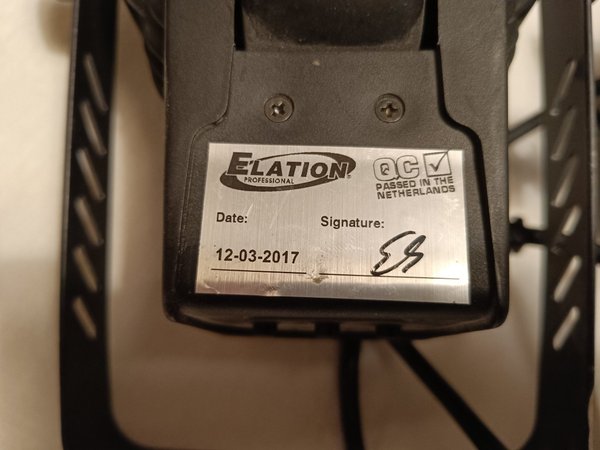 ELATION
PROFESSIONAL
QC
PASSED IN THE
NETHERLANDS
Date:
Signature:
12-03-2017